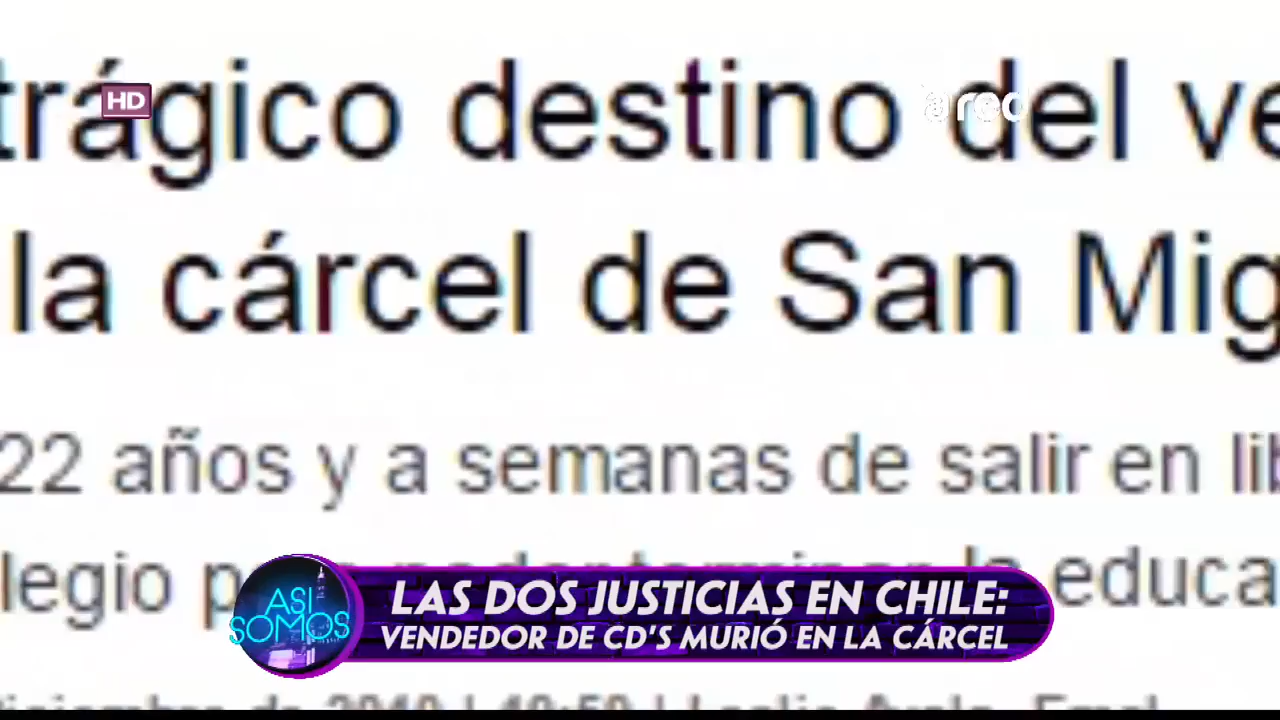 trágico destino del ve
HD
la cárcel de San Mig
22 años y a semanas de salir en lib
legio p
la educa
ASI
SOMOS
LAS DOS JUSTICIAS EN CHILE:
VENDEDOR DE CD'S MURIÓ EN LA CÁRCEL